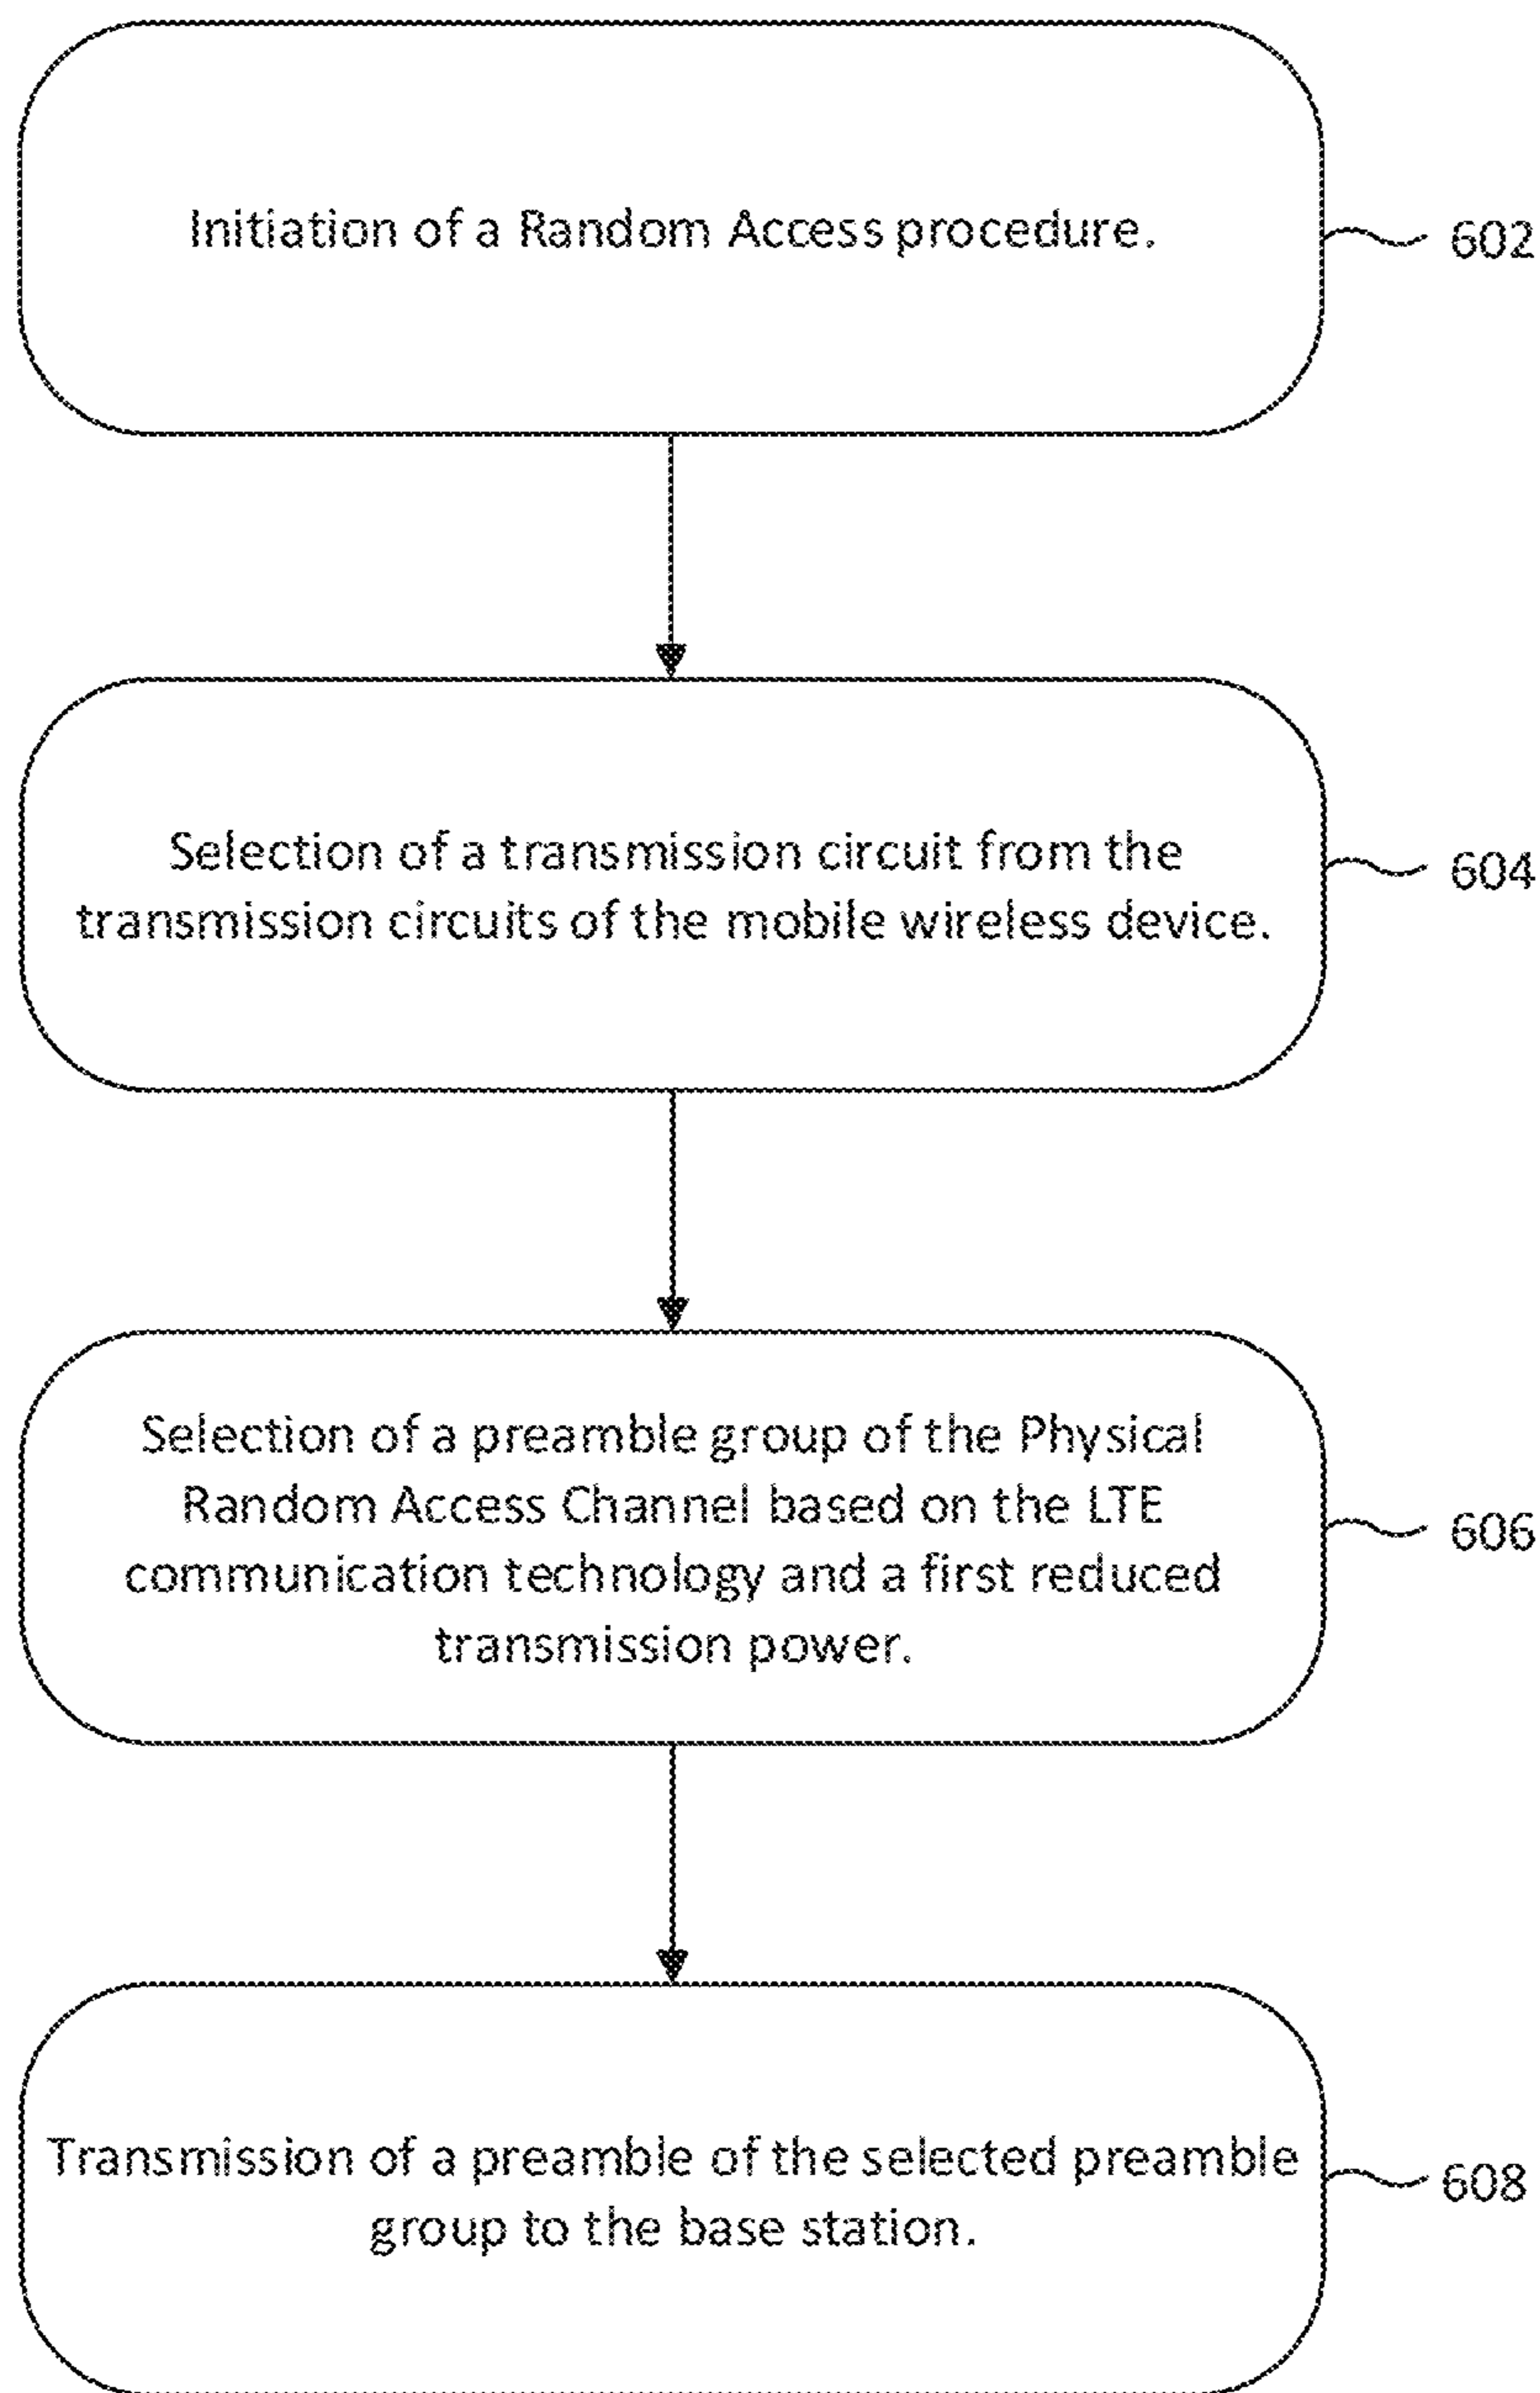 Initiation of a Random Access procedure.
602
Selection of a transmission circuit from the
transmission circuits of the mobile wireless device.
604
Selection of a preamble group of the Physical
Random Access Channel based on the LTE
communication technology and a first reduced
transmission power.
606
Transmission of a preamble of the selected preamble
group to the base station.
608